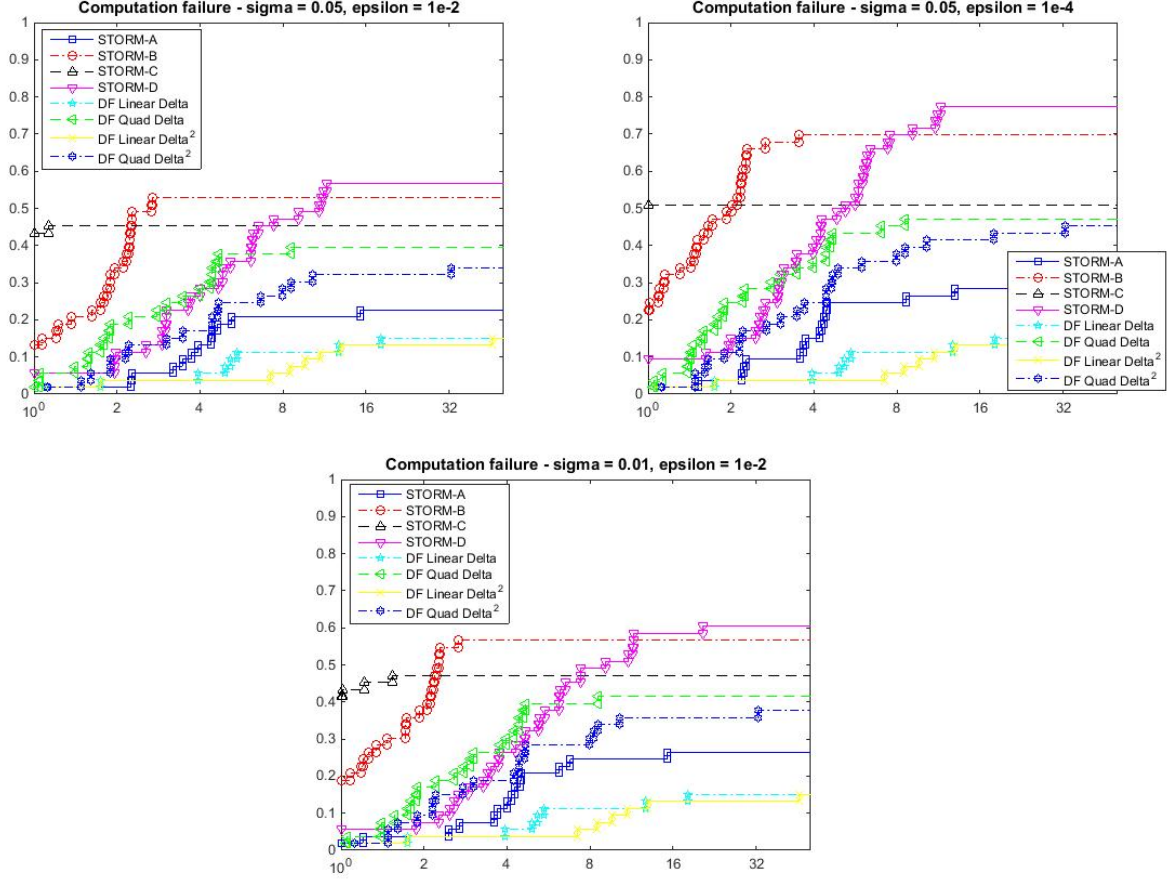 Computation failure - sigma = 0.05, epsilon = 1e-2
1
0.9
0.8
0.7
0.6
0.5
0.4
0.3
0.2
0.1
0
STORM-A
STORM-B
STORM-C
STORM-D
DF Linear Delta
DF Quad Delta
DF Linear Delta²
DF Quad Delta²
10⁰ 2 4 8 16 32
Computation failure - sigma = 0.05, epsilon = 1e-4
1
0.9
0.8
0.7
0.6
0.5
0.4
0.3
0.2
0.1
0
STORM-A
STORM-B
STORM-C
STORM-D
DF Linear Delta
DF Quad Delta
DF Linear Delta²
DF Quad Delta²
10⁰ 2 4 8 16 32
Computation failure - sigma = 0.01, epsilon = 1e-2
1
0.9
0.8
0.7
0.6
0.5
0.4
0.3
0.2
0.1
0
STORM-A
STORM-B
STORM-C
STORM-D
DF Linear Delta
DF Quad Delta
DF Linear Delta²
DF Quad Delta²
10⁰ 2 4 8 16 32